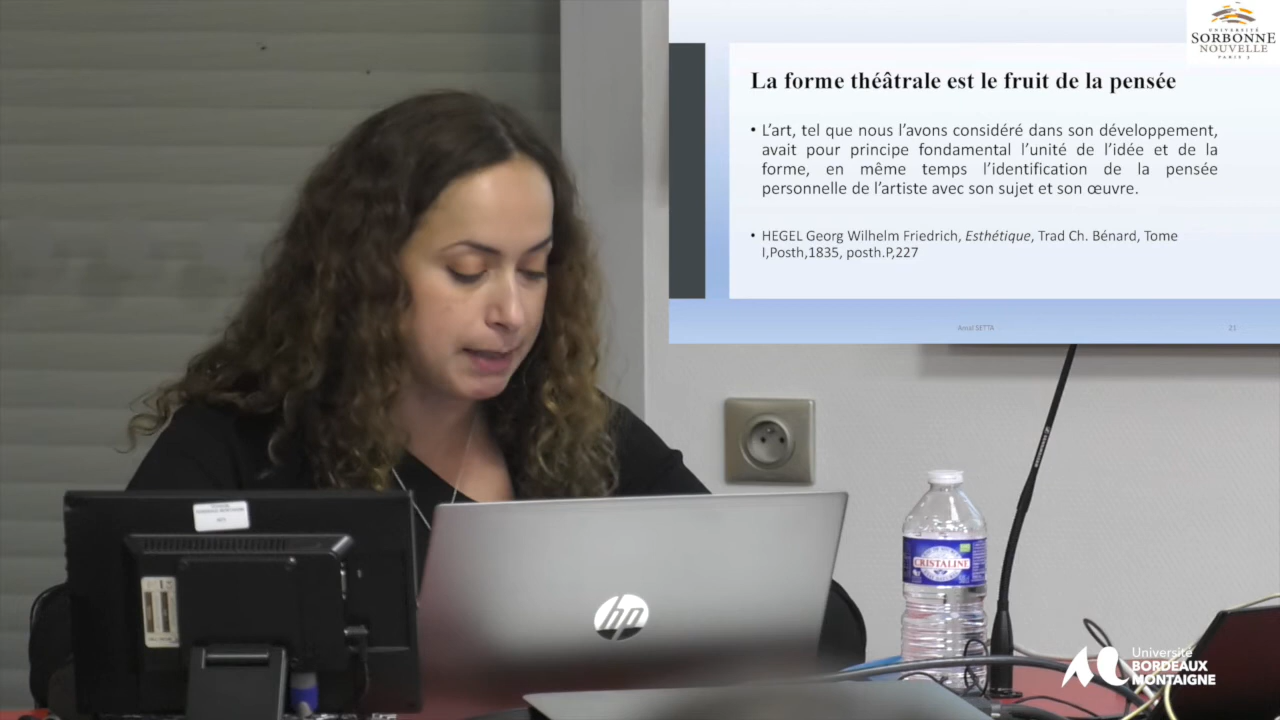 UNIVERSITÉ
SORBONNE
NOUVELLE
PARIS 3
La forme théâtrale est le fruit de la pensée
• L’art, tel que nous l’avons considéré dans son développement,
avait pour principe fondamental l’unité de l’idée et de la
forme, en même temps l’identification de la pensée
personnelle de l’artiste avec son sujet et son œuvre.
• HEGEL Georg Wilhelm Friedrich, Esthétique, Trad Ch. Bénard, Tome
I,Posth,1835, posth.P,227
Amal SETTA
21
CRISTALINE
hp
Université
BORDEAUX
MONTAIGNE